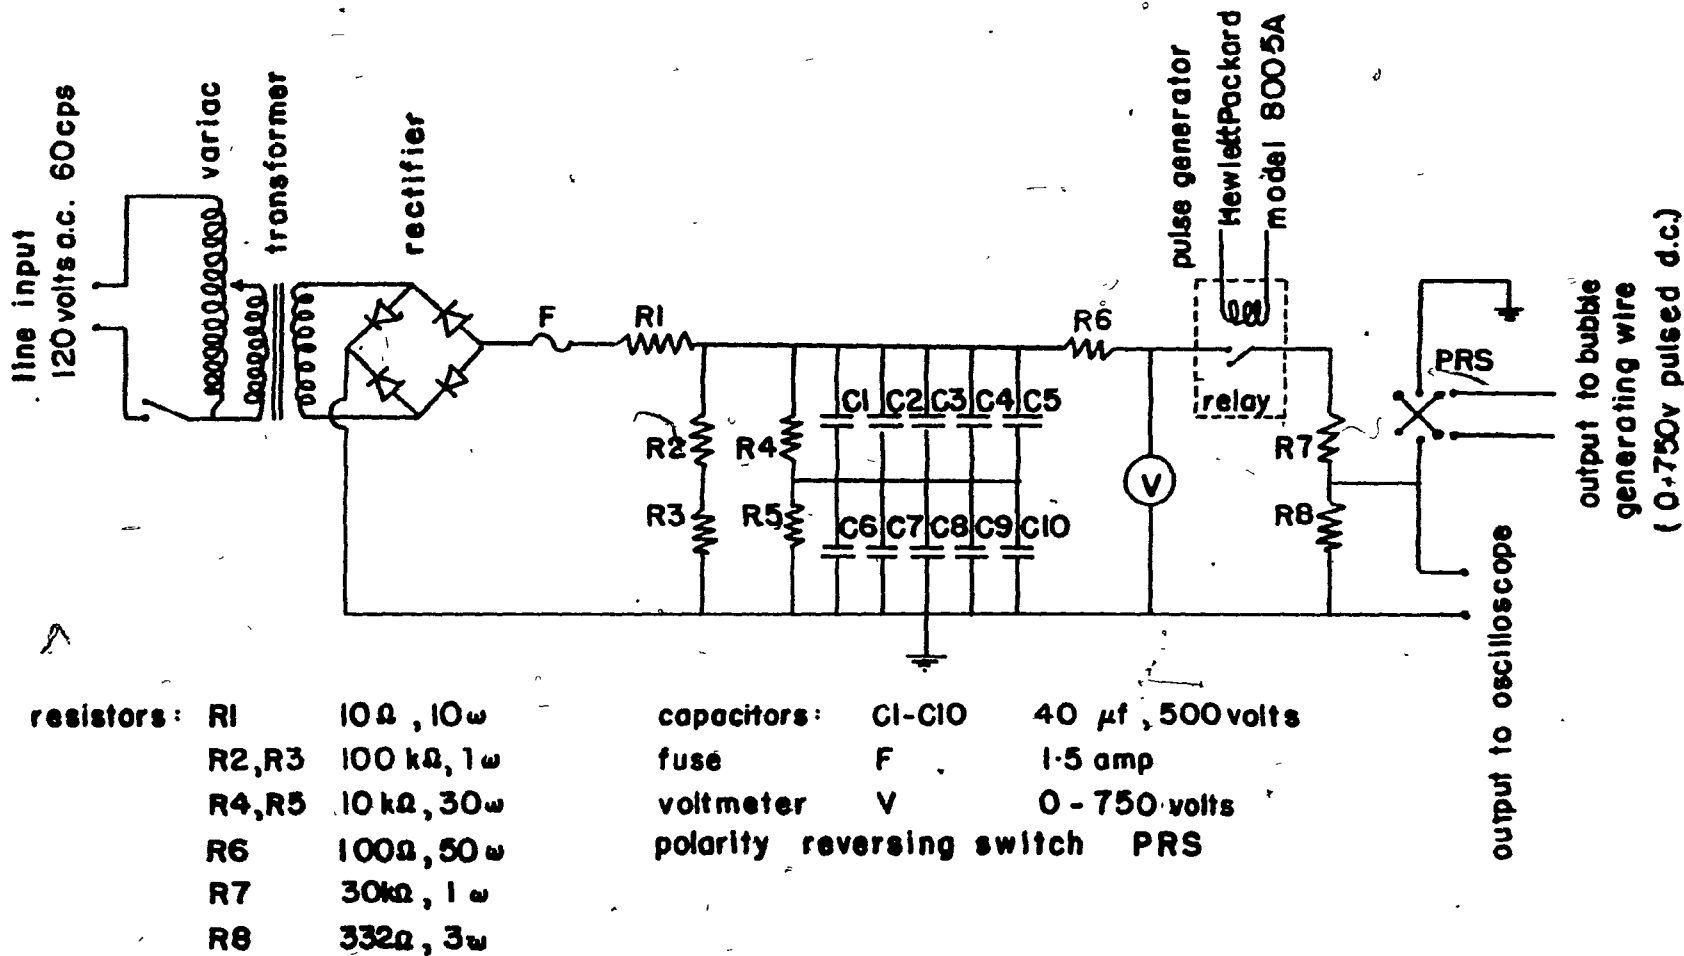 line input
120 volts a.c. 60cps
variac
transformer
rectifier
F
R1
R2
R3
R4
R5
C1
C2
C3
C4
C5
C6
C7
C8
C9
C10
R6
V
pulse generator
Hewlett Packard
model 8005A
relay
R7
R8
PRS
output to bubble
generating wire
(0+750v pulsed d.c.)
output to oscilloscope
resistors: R1 10Ω, 10w
R2,R3 100 kΩ, 1w
R4,R5 10kΩ, 30w
R6 100Ω, 50w
R7 30kΩ, 1w
R8 332Ω, 3w
capacitors: C1-C10 40 µf, 500 volts
fuse F 1·5 amp
voltmeter V 0-750 volts
polarity reversing switch PRS